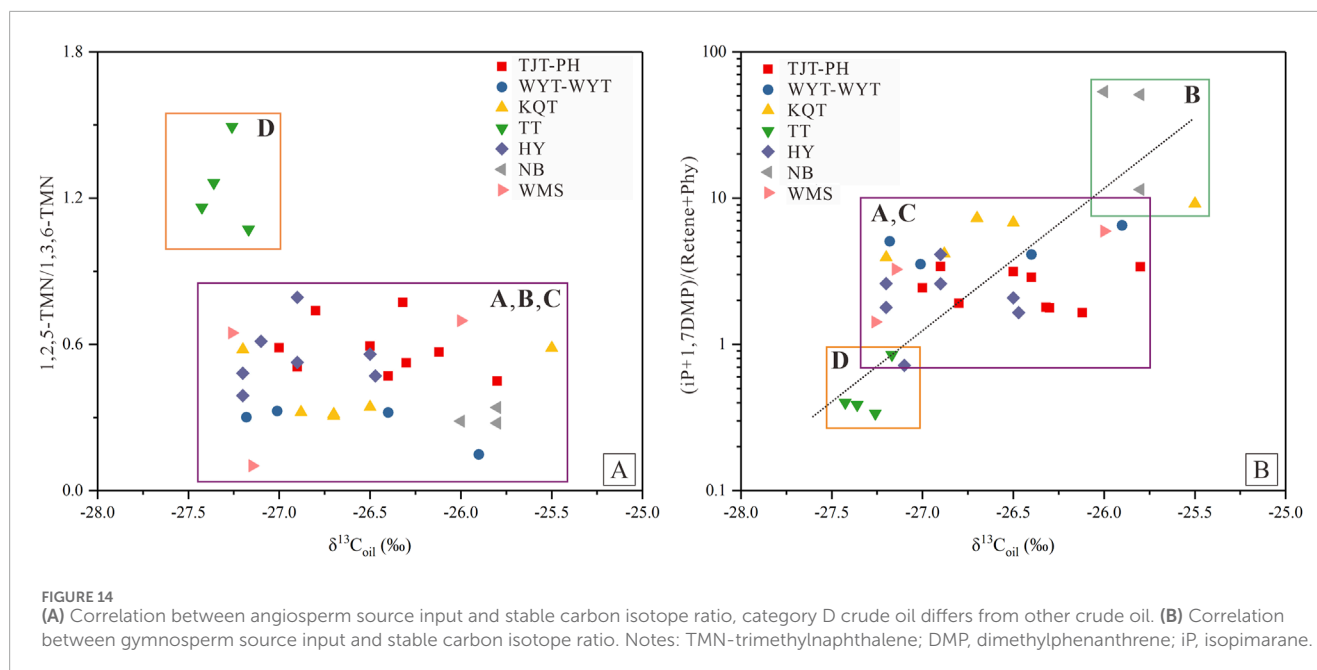 1.8
1.2
0.6
0.0
1,2,5-TMN/1,3,6-TMN
TJT-PH
WYT-WYT
KQT
TT
HY
NB
WMS
D
A,B,C
A
-28.0 -27.5 -27.0 -26.5 -26.0 -25.5 -25.0
δ¹³C_oil (‰)
100
10
1
0.1
(iP+1,7DMP)/(Retene+Phy)
TJT-PH
WYT-WYT
KQT
TT
HY
NB
WMS
B
A,C
D
B
-28.0 -27.5 -27.0 -26.5 -26.0 -25.5 -25.0
δ¹³C_oil (‰)
FIGURE 14
(A) Correlation between angiosperm source input and stable carbon isotope ratio, category D crude oil differs from other crude oil. (B) Correlation
between gymnosperm source input and stable carbon isotope ratio. Notes: TMN-trimethylnaphthalene; DMP, dimethylphenanthrene; iP, isopimarane.